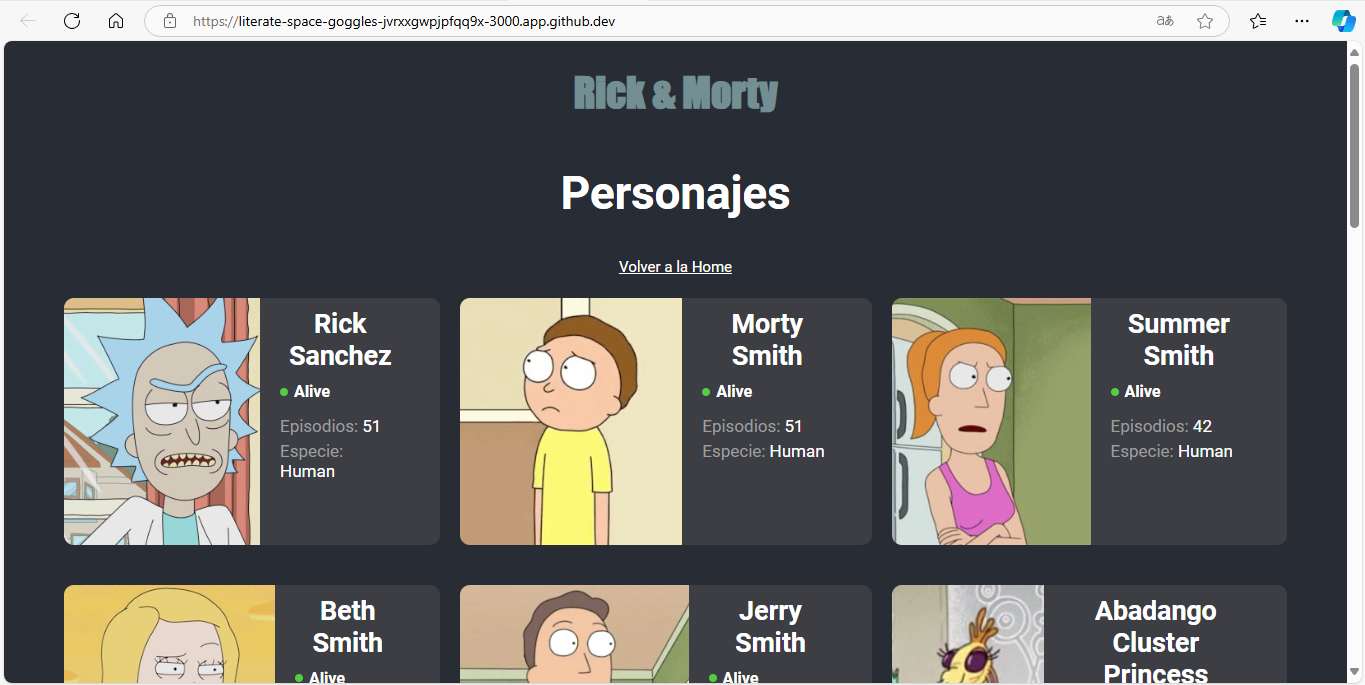 https://literate-space-goggles-jvrxxgwpjpfqq9x-3000.app.github.dev
Rick & Morty
Personajes
Volver a la Home
Rick
Sanchez
Alive
Episodios: 51
Especie:
Human
Morty
Smith
Alive
Episodios: 51
Especie: Human
Summer
Smith
Alive
Episodios: 42
Especie: Human
Beth
Smith
Alive
Jerry
Smith
Alive
Abadango
Cluster
Princess